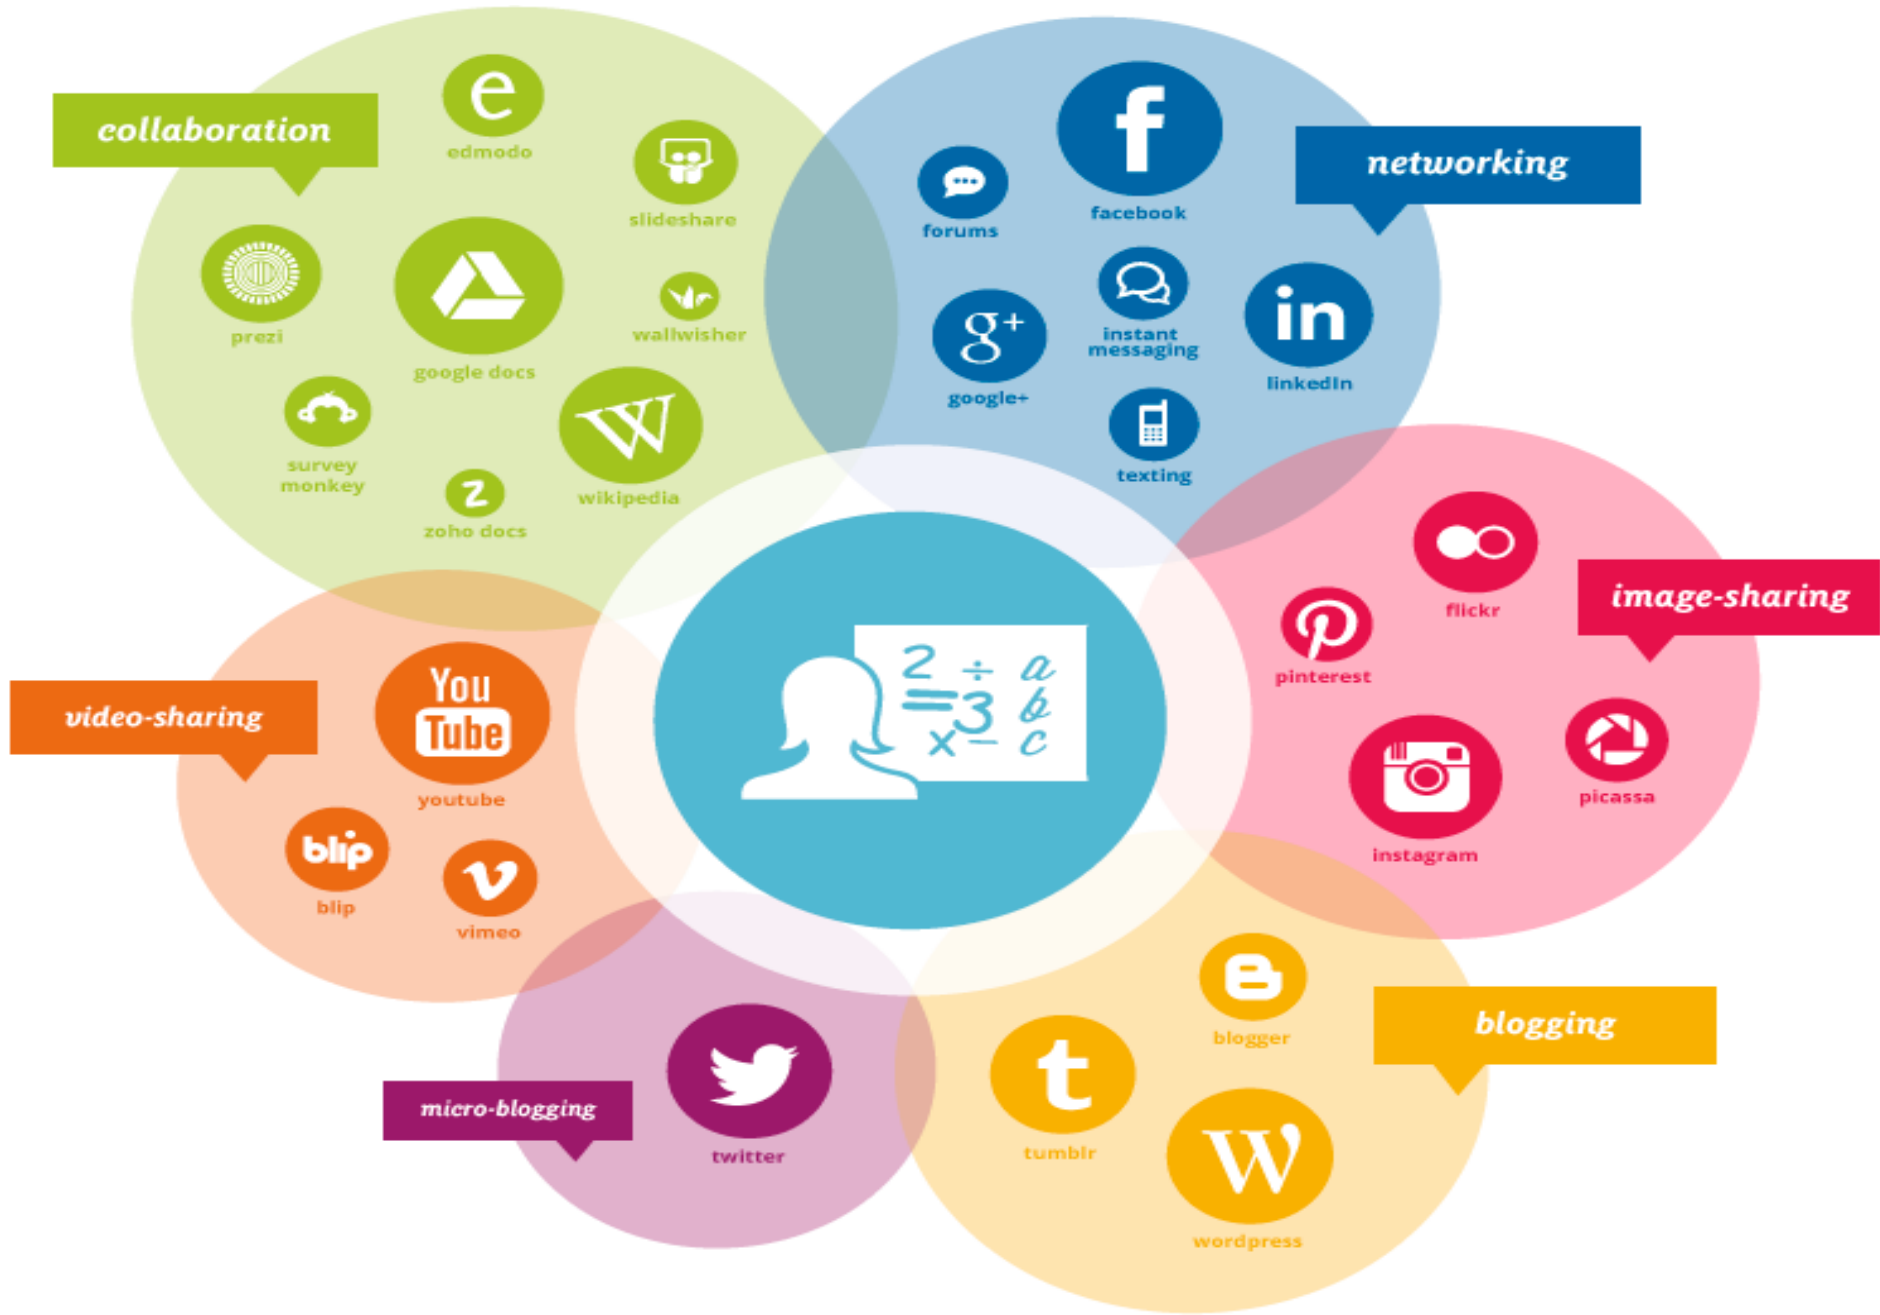 collaboration
e
edmodo
slideshare
prezi
google docs
wallwisher
survey
monkey
W
wikipedia
Z
zoho docs
networking
f
facebook
forums
g+
google+
instant
messaging
in
linkedIn
texting
image-sharing
flickr
P
pinterest
instagram
picassa
video-sharing
You
Tube
youtube
blip
blip
v
vimeo
2 ÷ a
= 3 b
x − c
micro-blogging
twitter
blogging
B
blogger
t
tumblr
W
wordpress